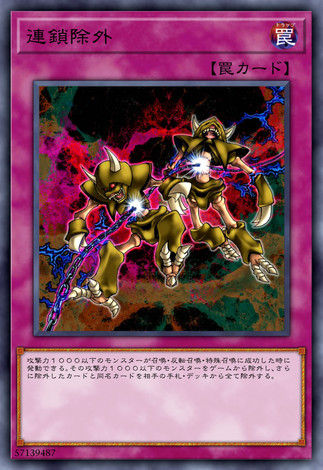 連鎖除外
トラップ
罠
【罠カード】
攻撃力1000以下のモンスターが召喚・反転召喚・特殊召喚に成功した時に
発動できる。その攻撃力1000以下のモンスターをゲームから除外し、さら
に除外したカードと同名カードを相手の手札・デッキから全て除外する。
57139487